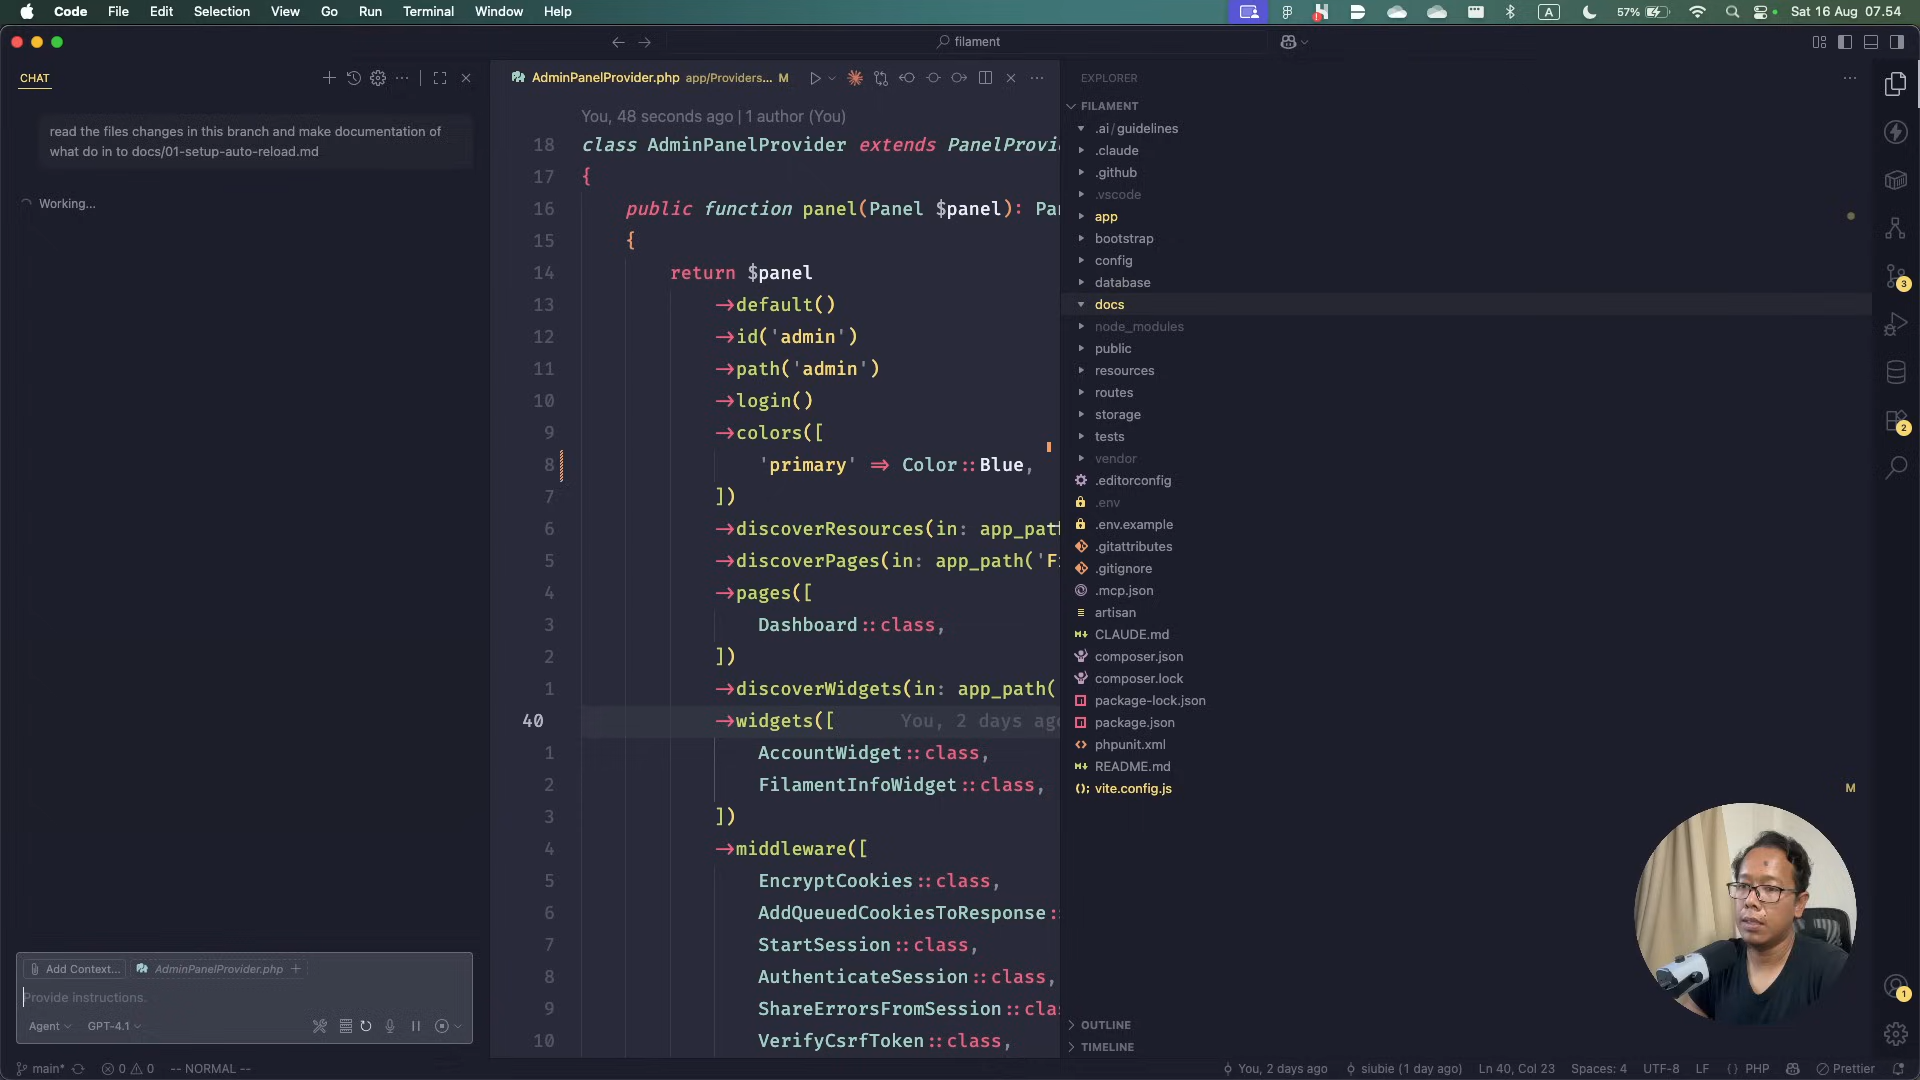 Code File Edit Selection View Go Run Terminal Window Help
A 57% Sat 16 Aug 07.54
filament
CHAT
read the files changes in this branch and make documentation of
what do in to docs/01-setup-auto-reload.md
Working...
Add Context... AdminPanelProvider.php +
Provide instructions.
Agent GPT-4.1
AdminPanelProvider.php app/Providers... M
You, 48 seconds ago | 1 author (You)
18 class AdminPanelProvider extends PanelProvi
17 {
16 public function panel(Panel $panel): Pa
15 {
14 return $panel
13 ->default()
12 ->id('admin')
11 ->path('admin')
10 ->login()
9 ->colors([
8 'primary' => Color::Blue,
7 ])
6 ->discoverResources(in: app_pat
5 ->discoverPages(in: app_path('F
4 ->pages([
3 Dashboard::class,
2 ])
1 ->discoverWidgets(in: app_path(
40 ->widgets([ You, 2 days ago
1 AccountWidget::class,
2 FilamentInfoWidget::class,
3 ])
4 ->middleware([
5 EncryptCookies::class,
6 AddQueuedCookiesToResponse:
7 StartSession::class,
8 AuthenticateSession::class,
9 ShareErrorsFromSession::clas
10 VerifyCsrfToken::class,
EXPLORER
FILAMENT
.ai/guidelines
.claude
.github
.vscode
app
bootstrap
config
database
docs
node_modules
public
resources
routes
storage
tests
vendor
.editorconfig
.env
.env.example
.gitattributes
.gitignore
.mcp.json
artisan
CLAUDE.md
composer.json
composer.lock
package-lock.json
package.json
phpunit.xml
README.md
vite.config.js M
OUTLINE
TIMELINE
3
2
1
main* 0 0 -- NORMAL --
You, 2 days ago siubie (1 day ago) Ln 40, Col 23 Spaces: 4 UTF-8 LF { } PHP Prettier